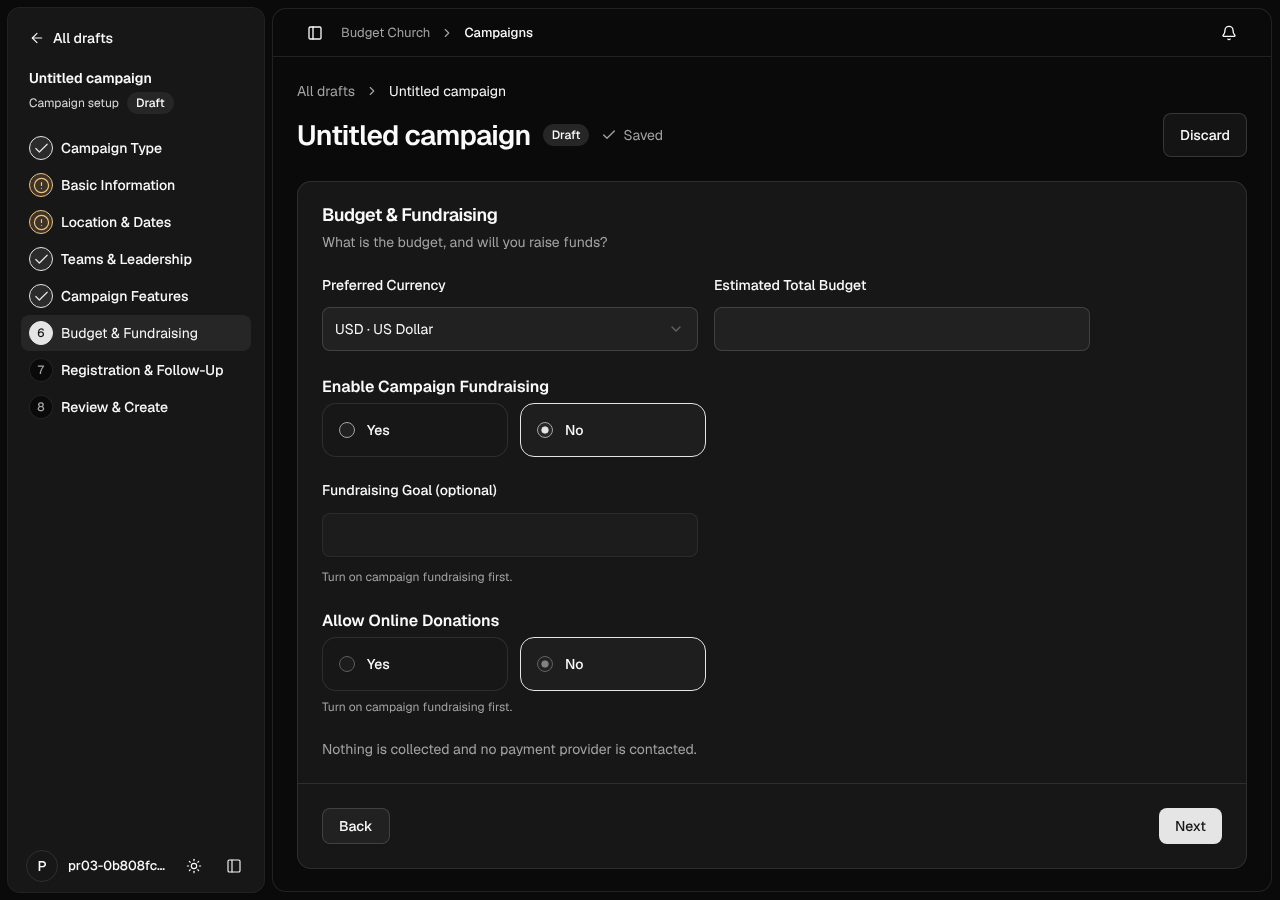 All drafts
Untitled campaign
Campaign setup Draft
Campaign Type
Basic Information
Location & Dates
Teams & Leadership
Campaign Features
6 Budget & Fundraising
7 Registration & Follow-Up
8 Review & Create
P pr03-0b808fc...
Budget Church > Campaigns
All drafts > Untitled campaign
Untitled campaign Draft Saved
Discard
Budget & Fundraising
What is the budget, and will you raise funds?
Preferred Currency Estimated Total Budget
USD · US Dollar
Enable Campaign Fundraising
Yes No
Fundraising Goal (optional)
Turn on campaign fundraising first.
Allow Online Donations
Yes No
Turn on campaign fundraising first.
Nothing is collected and no payment provider is contacted.
Back Next